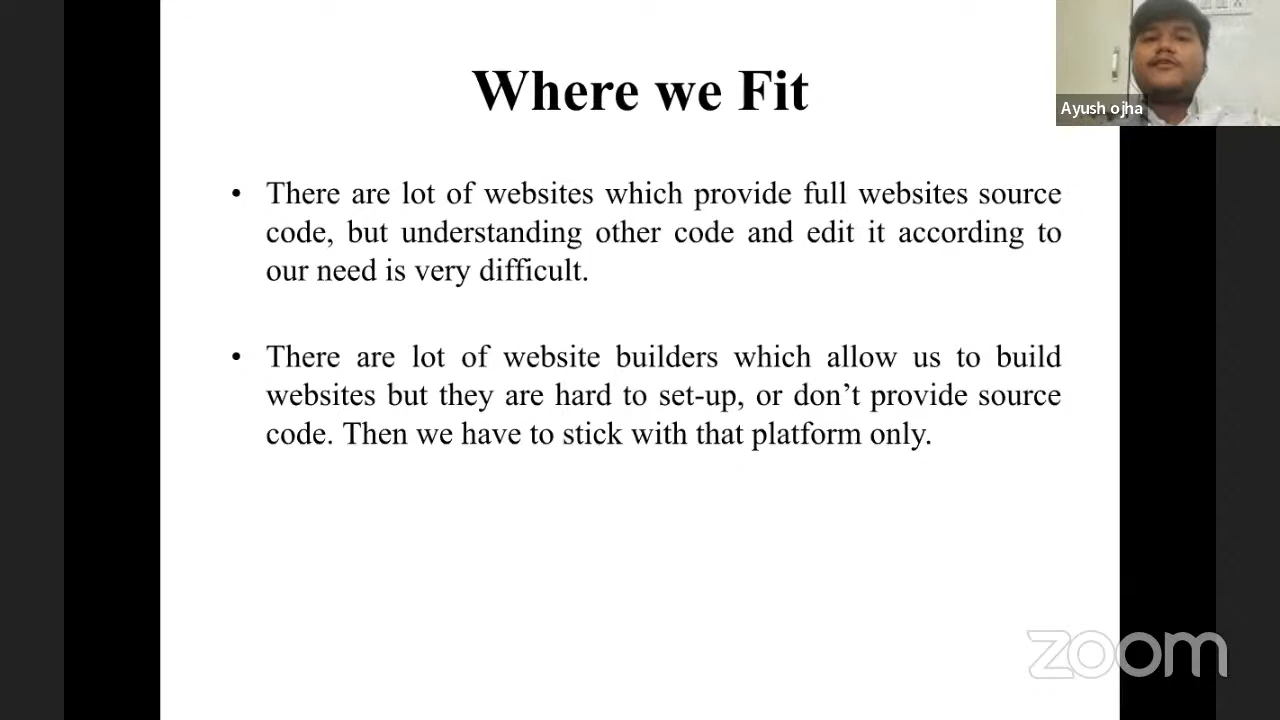 Where we Fit
Ayush ojha
• There are lot of websites which provide full websites source
code, but understanding other code and edit it according to
our need is very difficult.
• There are lot of website builders which allow us to build
websites but they are hard to set-up, or don’t provide source
code. Then we have to stick with that platform only.
zoom